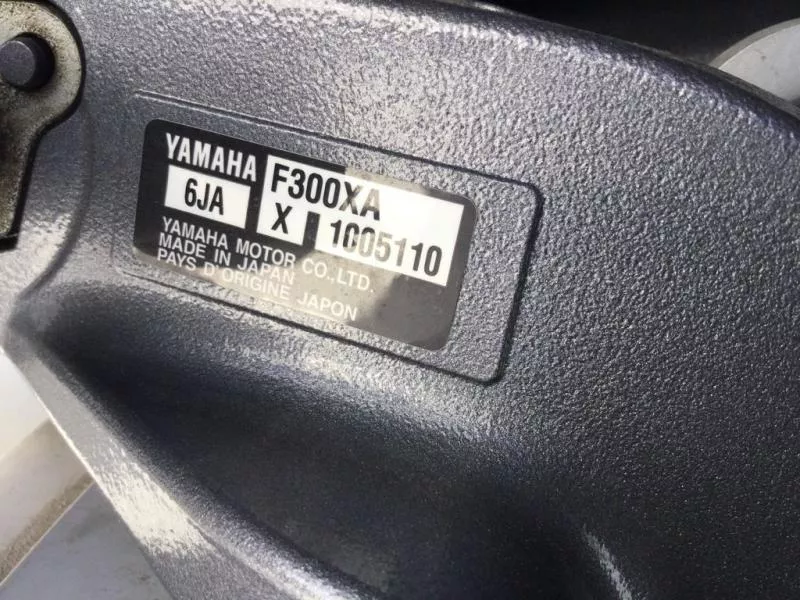 YAMAHA F300XA
6JA X 1005110
YAMAHA MOTOR CO.,LTD.
MADE IN JAPAN
PAYS D'ORIGINE JAPON